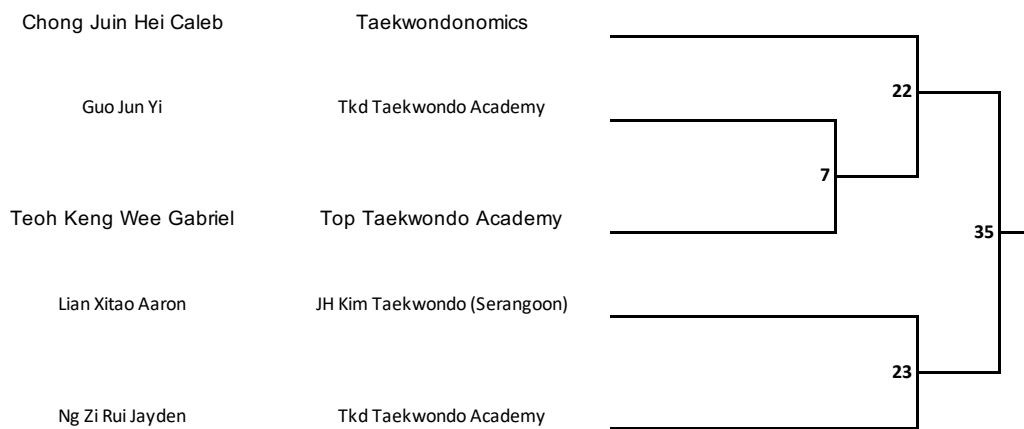 Chong Juin Hei Caleb Taekwondonomics
22
Guo Jun Yi Tkd Taekwondo Academy
7
Teoh Keng Wee Gabriel Top Taekwondo Academy
35
Lian Xitao Aaron JH Kim Taekwondo (Serangoon)
23
Ng Zi Rui Jayden Tkd Taekwondo Academy